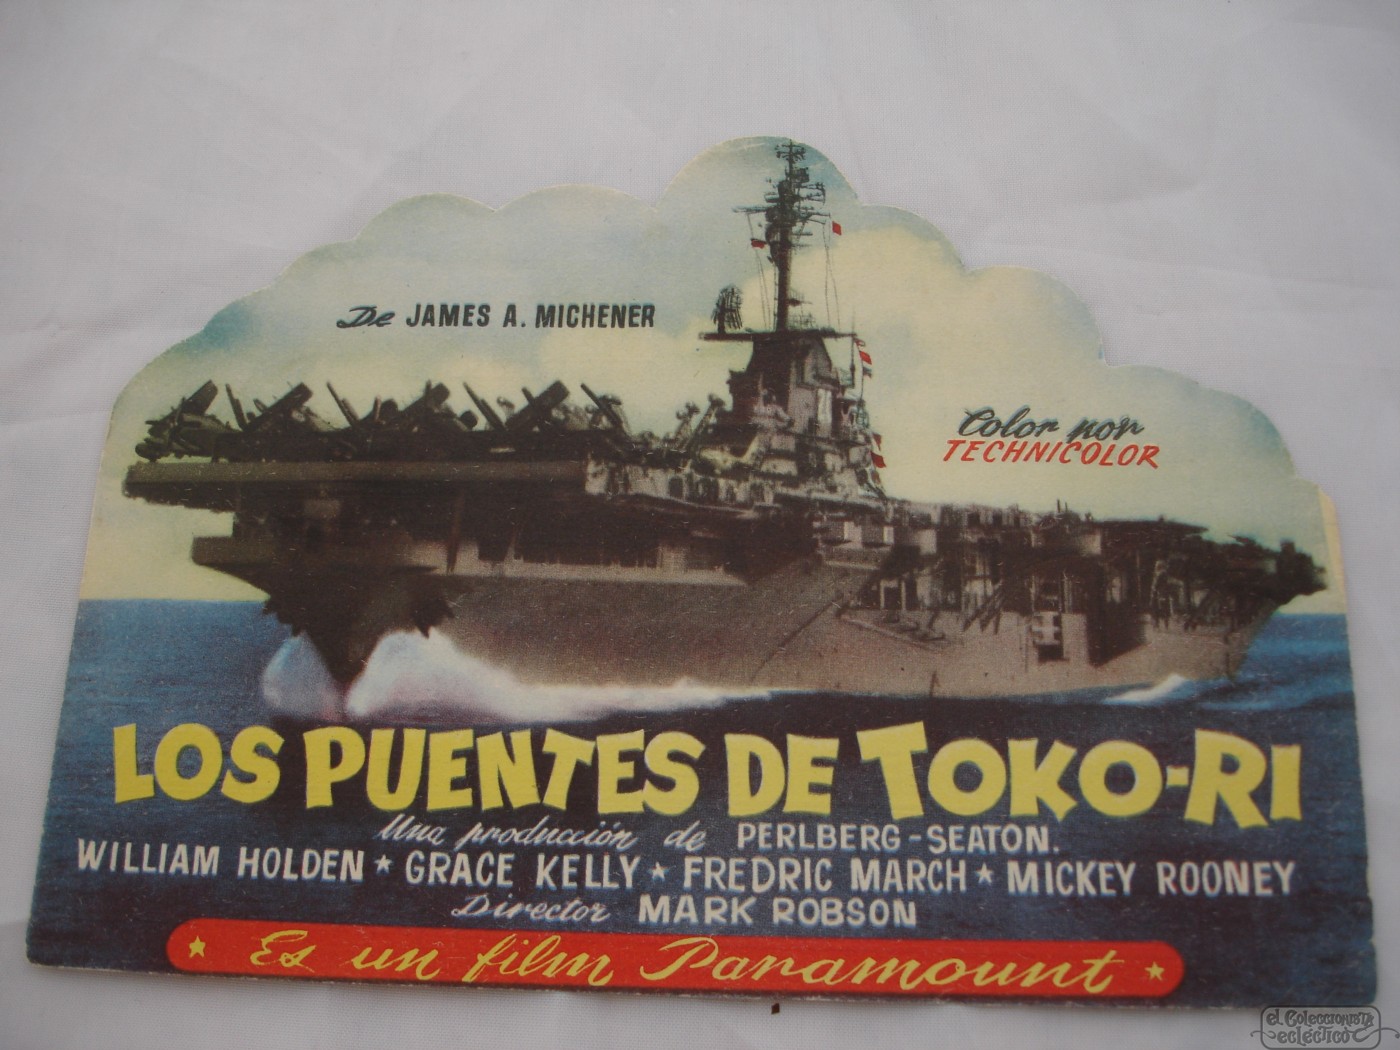 De JAMES A. MICHENER
Color por
TECHNICOLOR
LOS PUENTES DE TOKO-RI
Una producción de PERLBERG-SEATON.
WILLIAM HOLDEN ★ GRACE KELLY ★ FREDRIC MARCH ★ MICKEY ROONEY
Director MARK ROBSON
★ Es un film Paramount ★
el Coleccionista
ecléctico